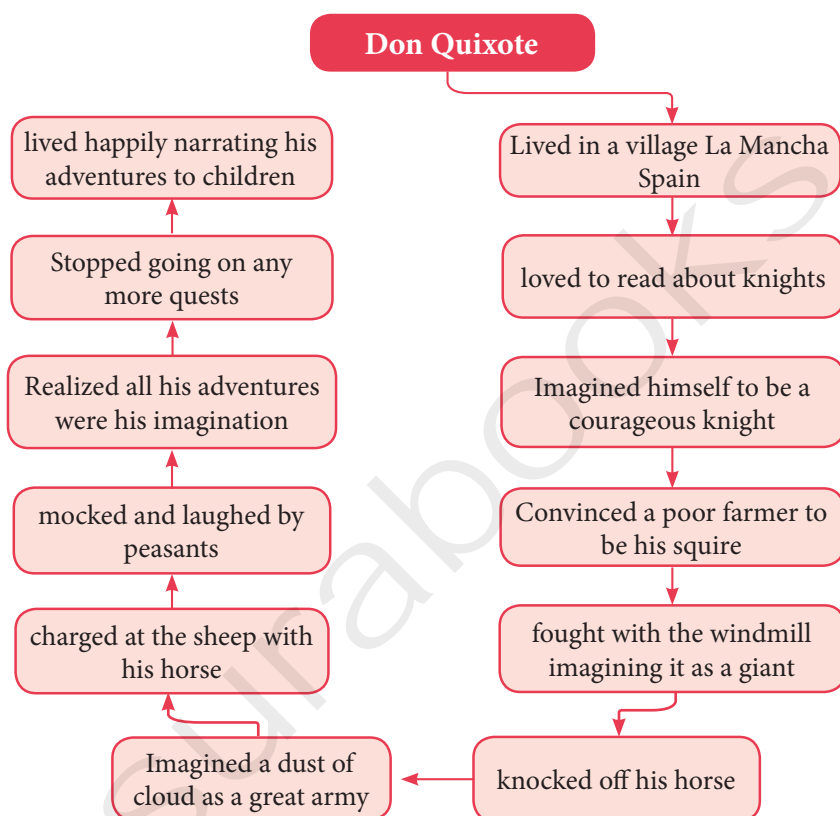 Don Quixote
Lived in a village La Mancha
Spain
loved to read about knights
Imagined himself to be a
courageous knight
Convinced a poor farmer to
be his squire
fought with the windmill
imagining it as a giant
knocked off his horse
Imagined a dust of
cloud as a great army
charged at the sheep with
his horse
mocked and laughed by
peasants
Realized all his adventures
were his imagination
Stopped going on any
more quests
lived happily narrating his
adventures to children
surabooks